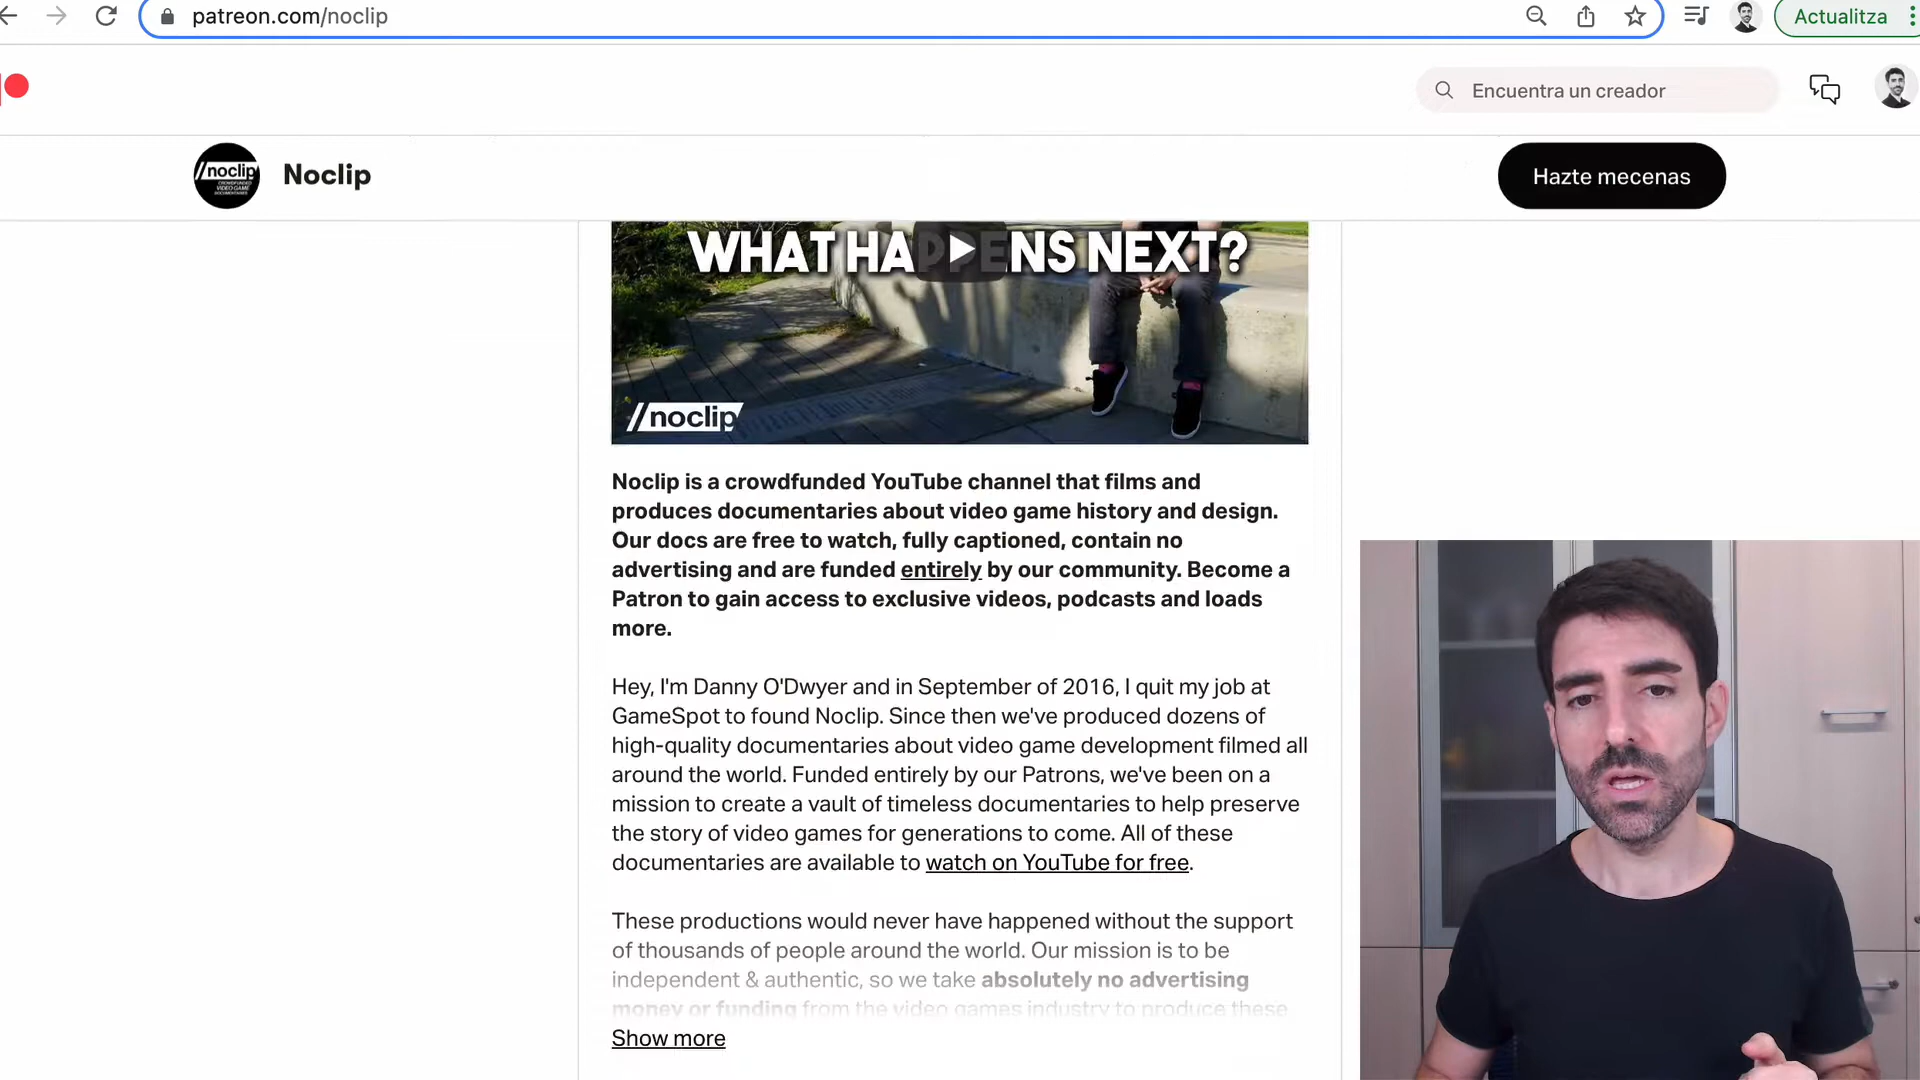 patreon.com/noclip
Actualitza
Encuentra un creador
//noclip
CROWDFUNDED
VIDEO GAME
DOCUMENTARIES
Noclip
Hazte mecenas
WHAT HAPPENS NEXT?
//noclip
Noclip is a crowdfunded YouTube channel that films and
produces documentaries about video game history and design.
Our docs are free to watch, fully captioned, contain no
advertising and are funded entirely by our community. Become a
Patron to gain access to exclusive videos, podcasts and loads
more.
Hey, I'm Danny O'Dwyer and in September of 2016, I quit my job at
GameSpot to found Noclip. Since then we've produced dozens of
high-quality documentaries about video game development filmed all
around the world. Funded entirely by our Patrons, we've been on a
mission to create a vault of timeless documentaries to help preserve
the story of video games for generations to come. All of these
documentaries are available to watch on YouTube for free.
These productions would never have happened without the support
of thousands of people around the world. Our mission is to be
independent & authentic, so we take absolutely no advertising
money or funding from the video games industry to produce these
Show more